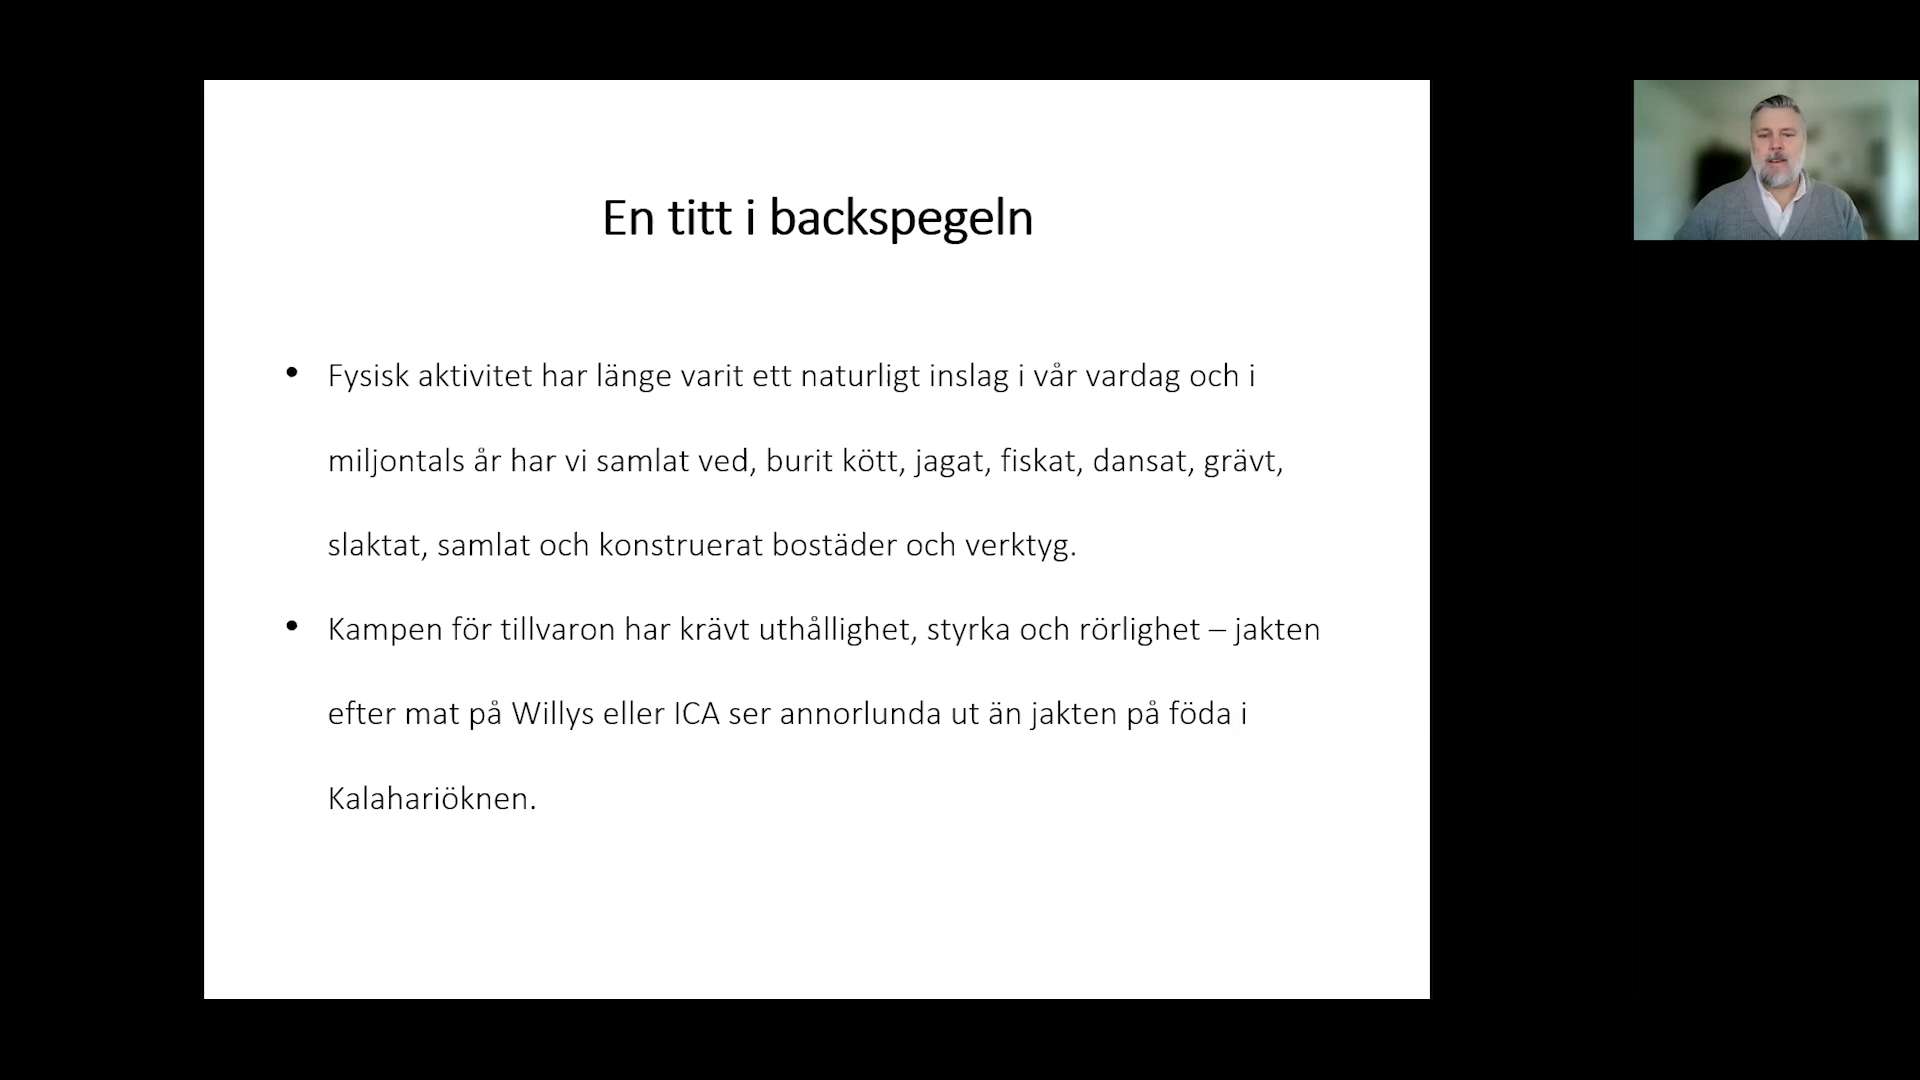 En titt i backspegeln
• Fysisk aktivitet har länge varit ett naturligt inslag i vår vardag och i
miljontals år har vi samlat ved, burit kött, jagat, fiskat, dansat, grävt,
slaktat, samlat och konstruerat bostäder och verktyg.
• Kampen för tillvaron har krävt uthållighet, styrka och rörlighet – jakten
efter mat på Willys eller ICA ser annorlunda ut än jakten på föda i
Kalahariöknen.